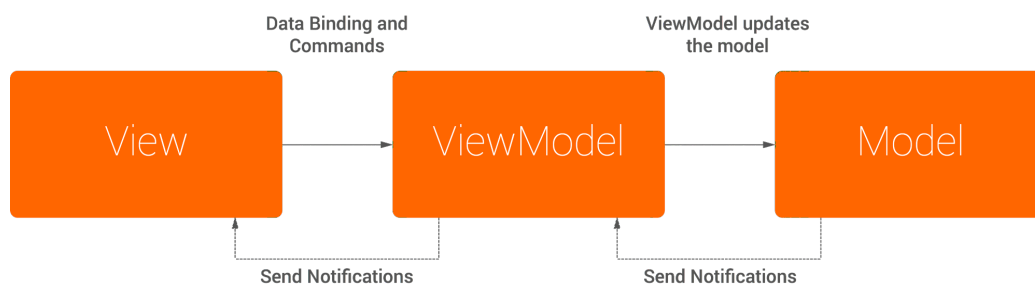 Data Binding and
Commands
ViewModel updates
the model
View
ViewModel
Model
Send Notifications
Send Notifications